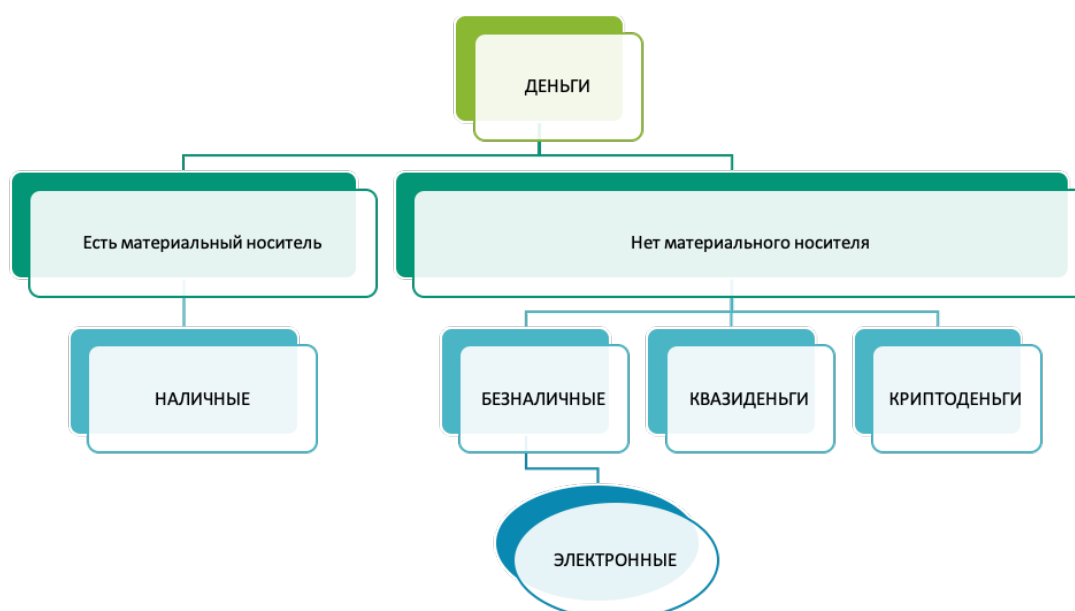 ДЕНЬГИ
Есть материальный носитель
Нет материального носителя
НАЛИЧНЫЕ
БЕЗНАЛИЧНЫЕ
КВАЗИДЕНЬГИ
КРИПТОДЕНЬГИ
ЭЛЕКТРОННЫЕ